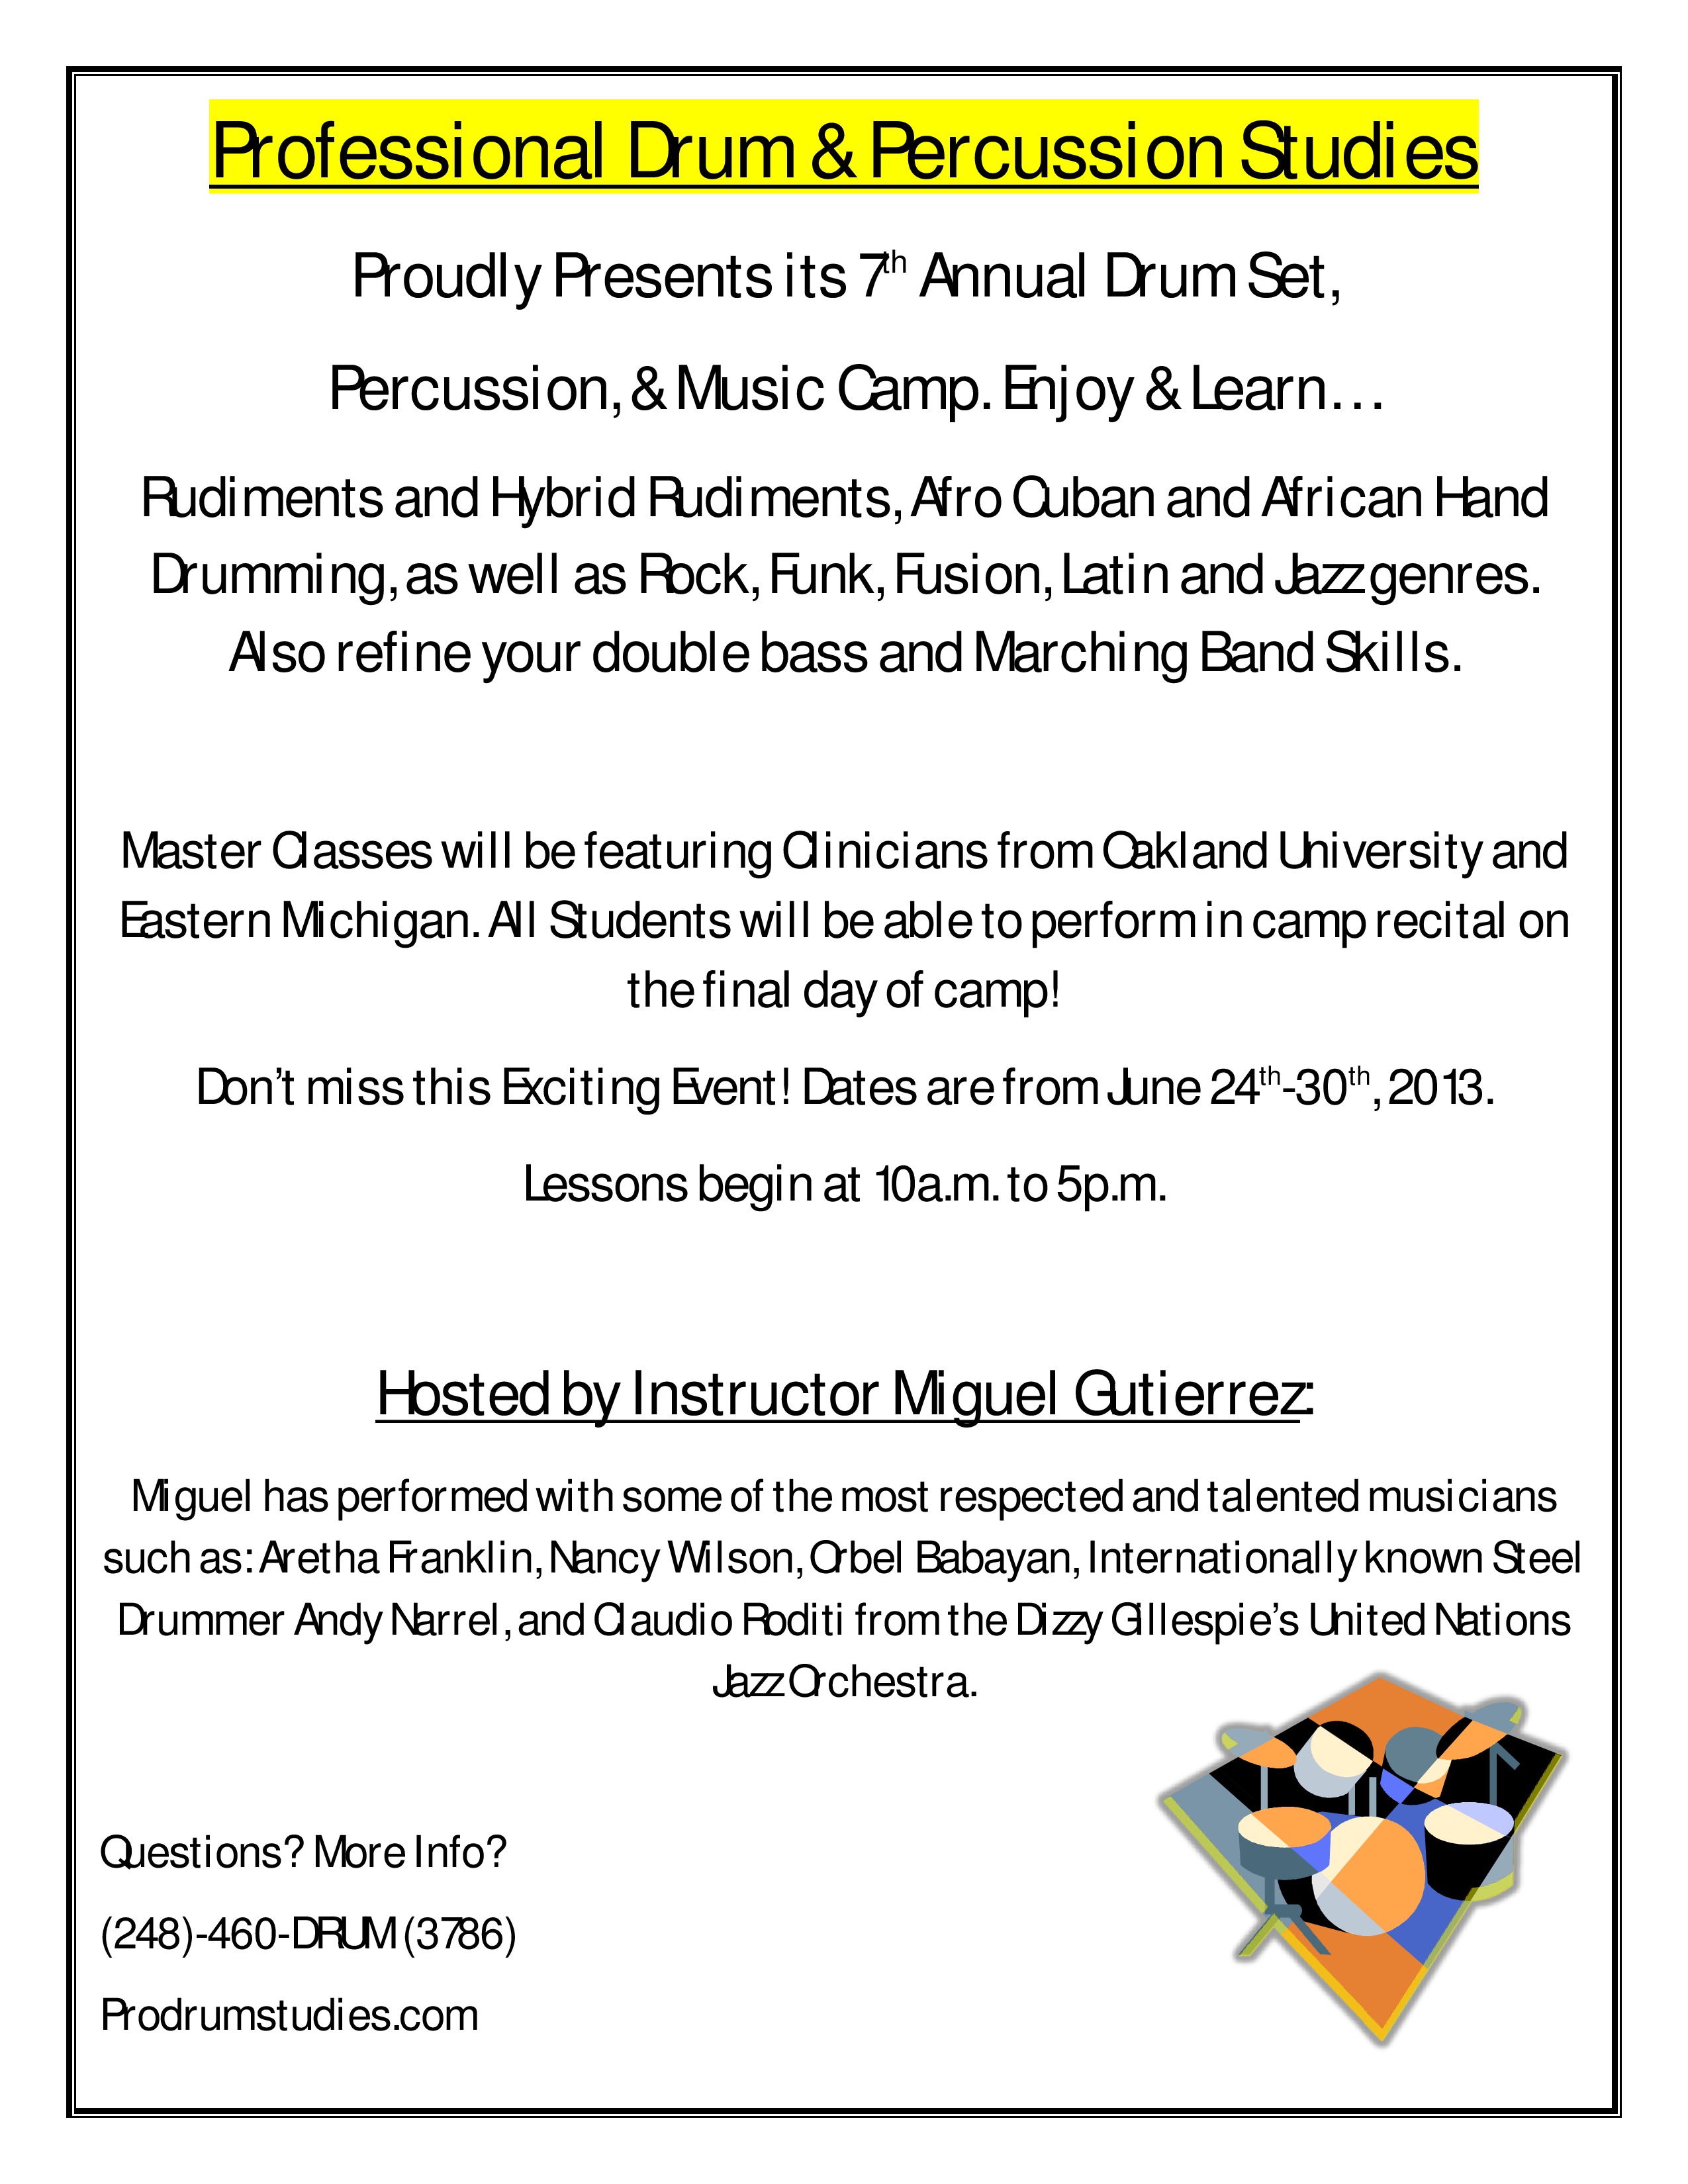 Professional Drum & Percussion Studies
Proudly Presents its 7th Annual Drum Set,
Percussion, & Music Camp. Enjoy & Learn…
Rudiments and Hybrid Rudiments, Afro Cuban and African Hand
Drumming, as well as Rock, Funk, Fusion, Latin and Jazz genres.
Also refine your double bass and Marching Band Skills.
Master Classes will be featuring Clinicians from Oakland University and
Eastern Michigan. All Students will be able to perform in camp recital on
the final day of camp!
Don’t miss this Exciting Event! Dates are from June 24th-30th, 2013.
Lessons begin at 10a.m. to 5p.m.
Hosted by Instructor Miguel Gutierrez:
Miguel has performed with some of the most respected and talented musicians
such as: Aretha Franklin, Nancy Wilson, Orbel Babayan, Internationally known Steel
Drummer Andy Narrel, and Claudio Roditi from the Dizzy Gillespie’s United Nations
Jazz Orchestra.
Questions? More Info?
(248)-460-DRUM (3786)
Prodrumstudies.com